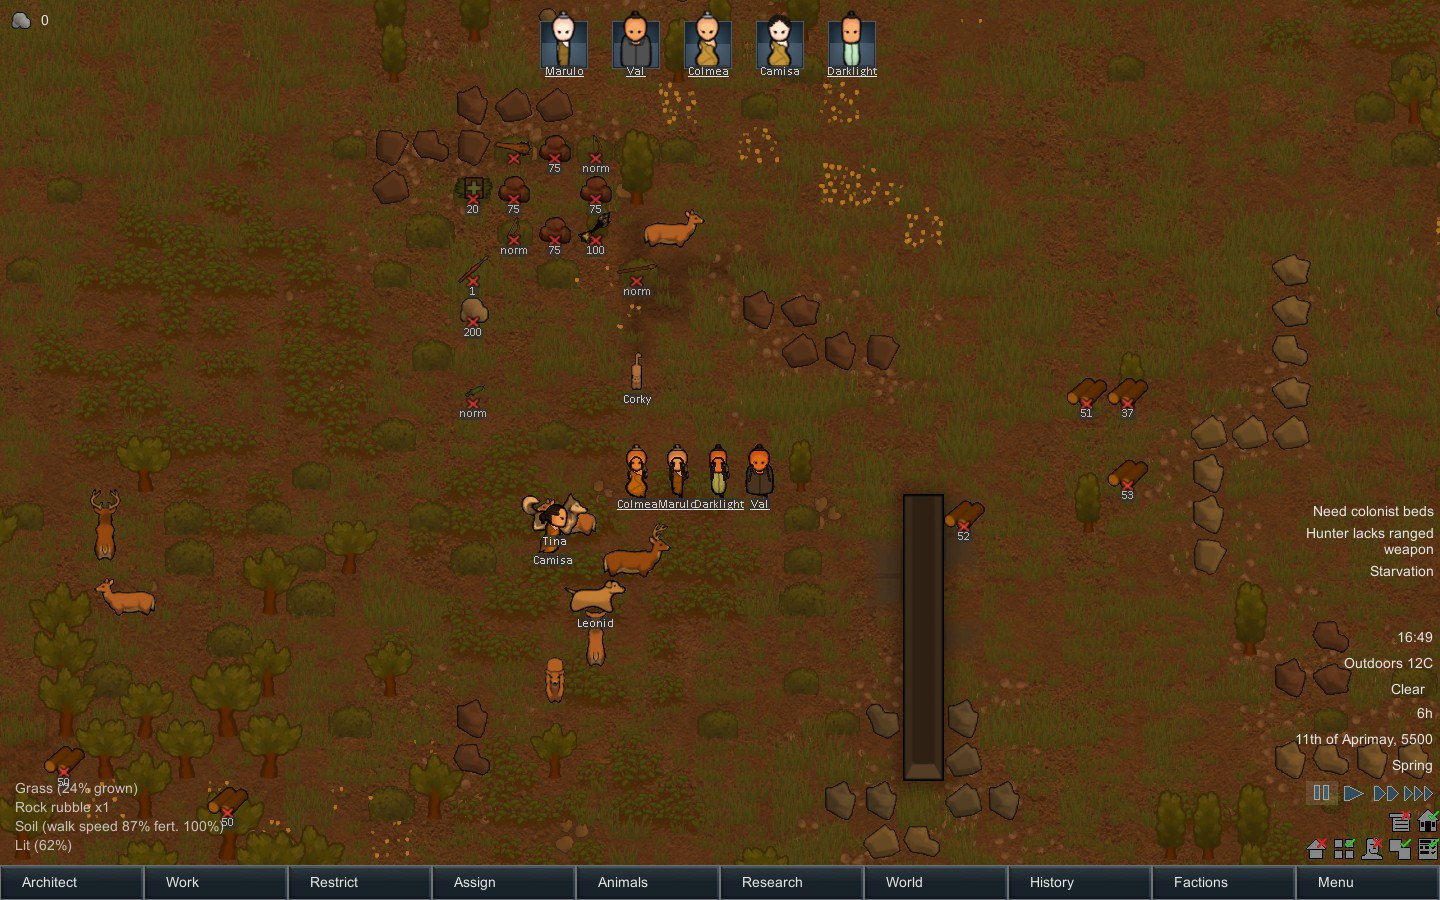 0
Marulo
Val
Colmea
Camisa
Darklight
75
norm
20
75
75
norm
75
100
1
norm
200
Corky
norm
51
37
53
52
Colmea
Marulo
Darklight
Val
Tina
Camisa
Leonid
Need colonist beds
Hunter lacks ranged
weapon
Starvation
16:49
Outdoors 12C
Clear
6h
11th of Aprimay, 5500
Spring
50
Grass (24% grown)
Rock rubble x1
Soil (walk speed 87% fert. 100%)
50
Lit (62%)
Architect
Work
Restrict
Assign
Animals
Research
World
History
Factions
Menu